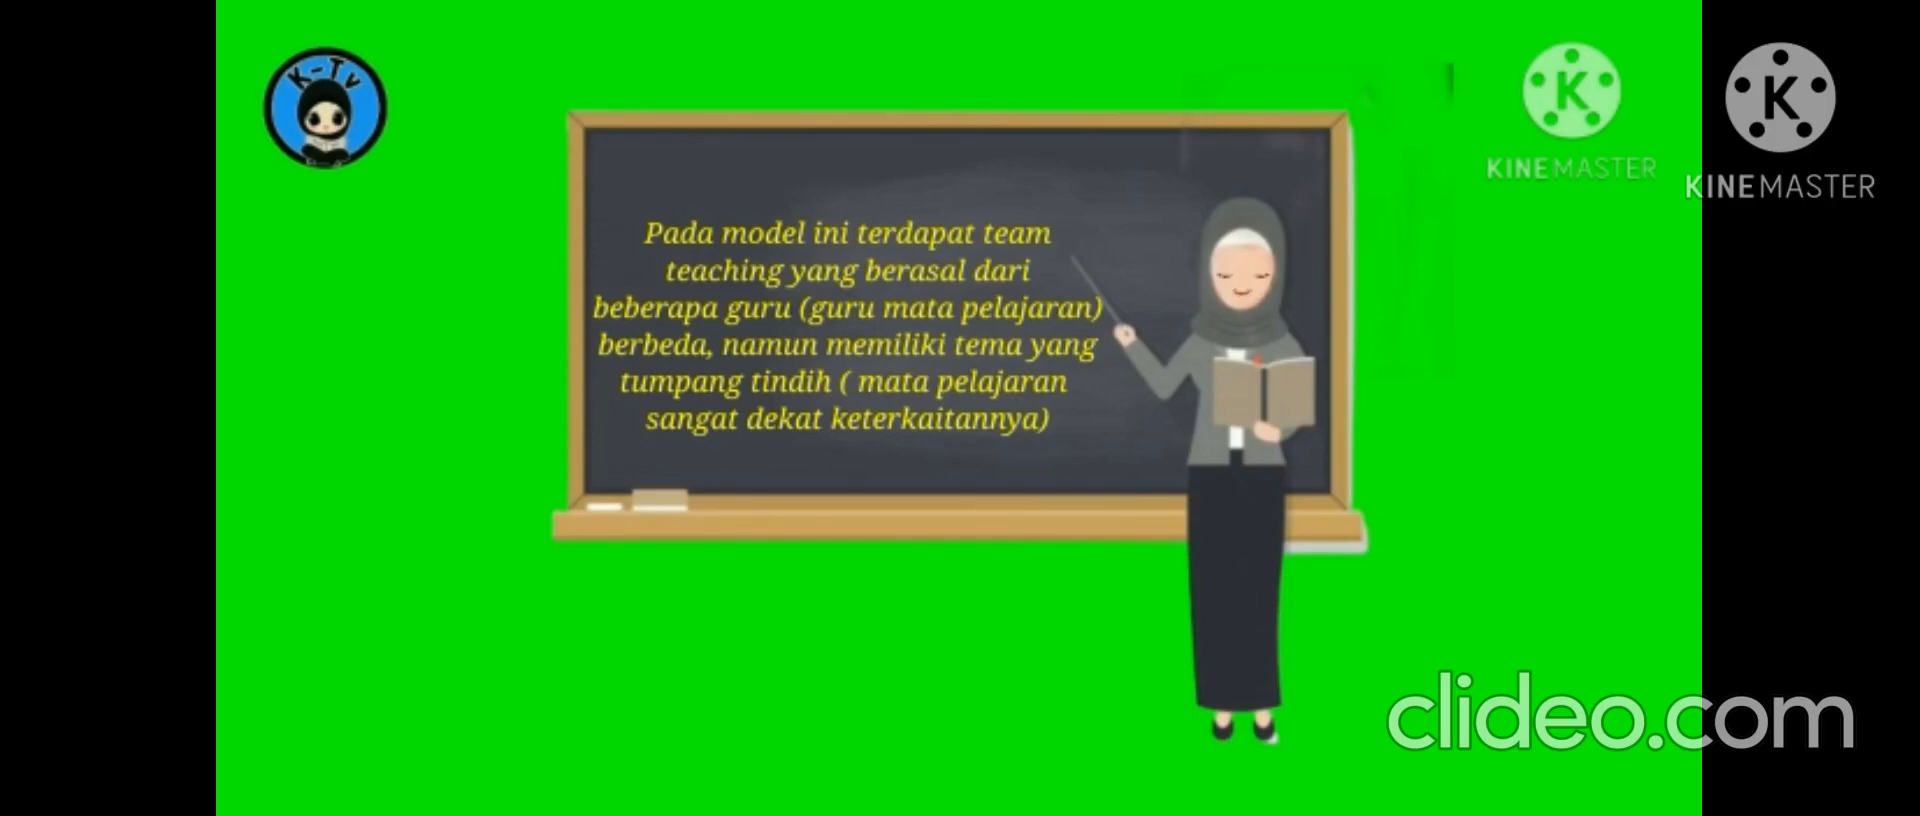 K-Tv
KINEMASTER
KINEMASTER
Pada model ini terdapat team
teaching yang berasal dari
beberapa guru (guru mata pelajaran)
berbeda, namun memiliki tema yang
tumpang tindih ( mata pelajaran
sangat dekat keterkaitannya)
clideo.com